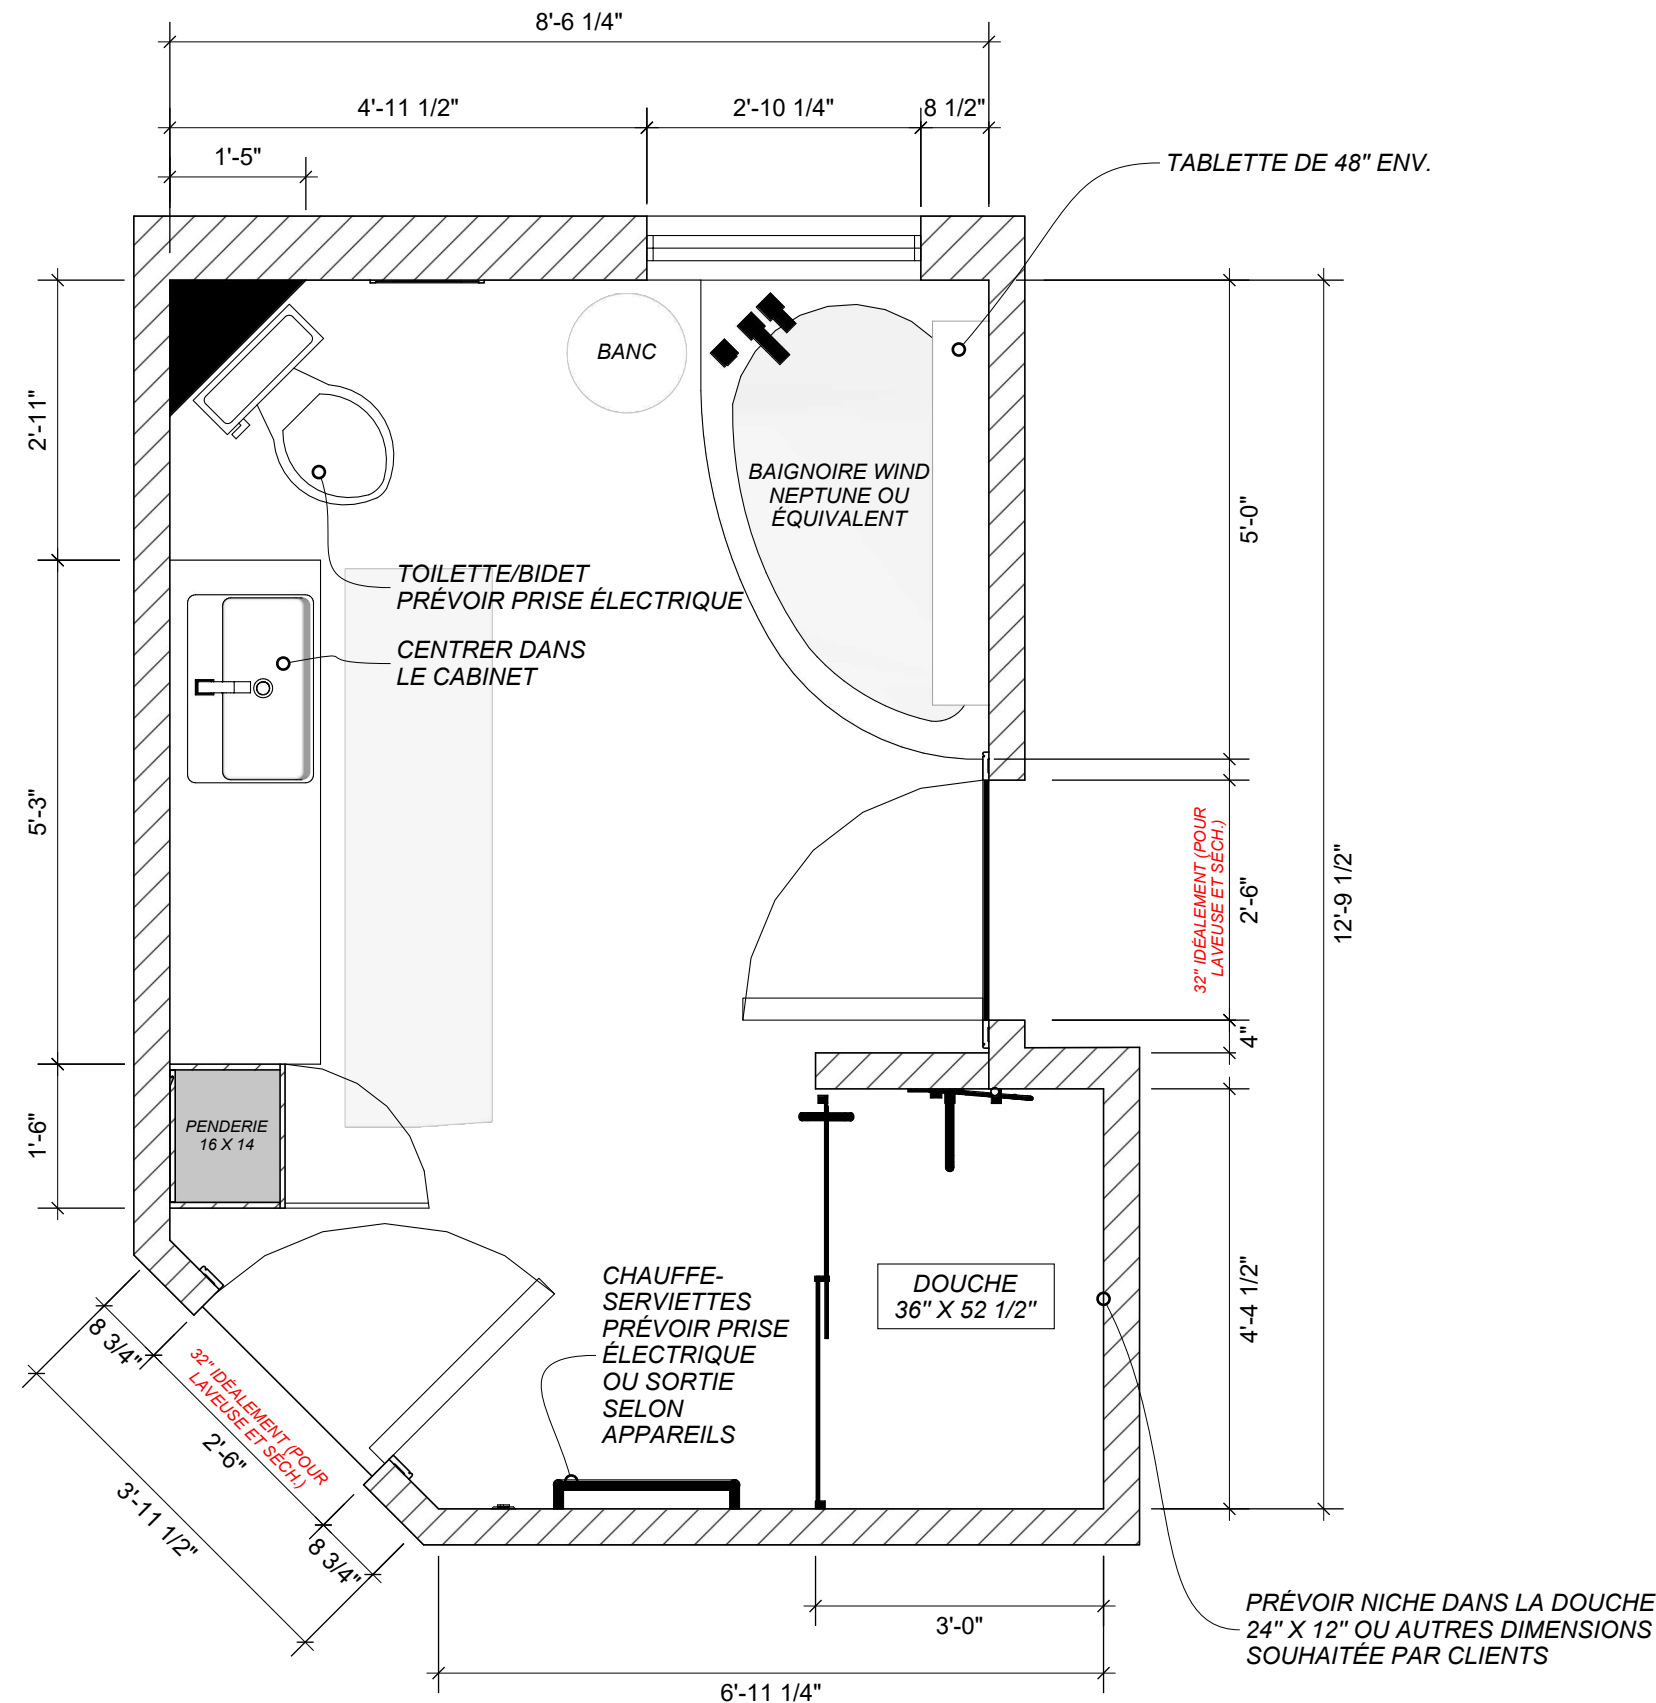 8'-6 1/4"
4'-11 1/2"
2'-10 1/4"
8 1/2"
1'-5"
TABLETTE DE 48" ENV.
BANC
2'-11"
BAIGNOIRE WIND
NEPTUNE OU
ÉQUIVALENT
5'-0"
TOILETTE/BIDET
PRÉVOIR PRISE ÉLECTRIQUE
CENTRER DANS
LE CABINET
5'-3"
32" IDÉALEMENT (POUR
LAVEUSE ET SÉCH.)
2'-6"
12'-9 1/2"
4"
PENDERIE
16 X 14
1'-6"
CHAUFFE-
SERVIETTES
PRÉVOIR PRISE
ÉLECTRIQUE
OU SORTIE
SELON
APPAREILS
DOUCHE
36" X 52 1/2"
4'-4 1/2"
8 3/4"
32" IDÉALEMENT (POUR
LAVEUSE ET SÉCH.)
2'-6"
3'-11 1/2"
8 3/4"
3'-0"
PRÉVOIR NICHE DANS LA DOUCHE
24" X 12" OU AUTRES DIMENSIONS
SOUHAITÉE PAR CLIENTS
6'-11 1/4"